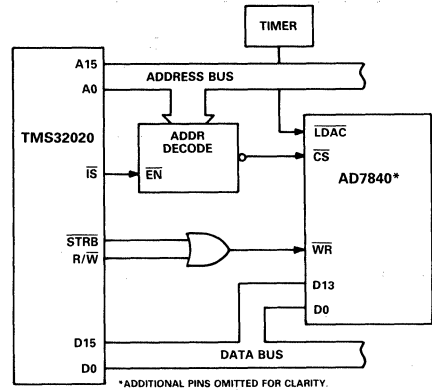 TIMER
A15
ADDRESS BUS
A0
TMS32020
ADDR
DECODE
LDAC
CS
AD7840*
IS
EN
STRB
R/W
WR
D13
D0
D15
DATA BUS
D0
*ADDITIONAL PINS OMITTED FOR CLARITY.